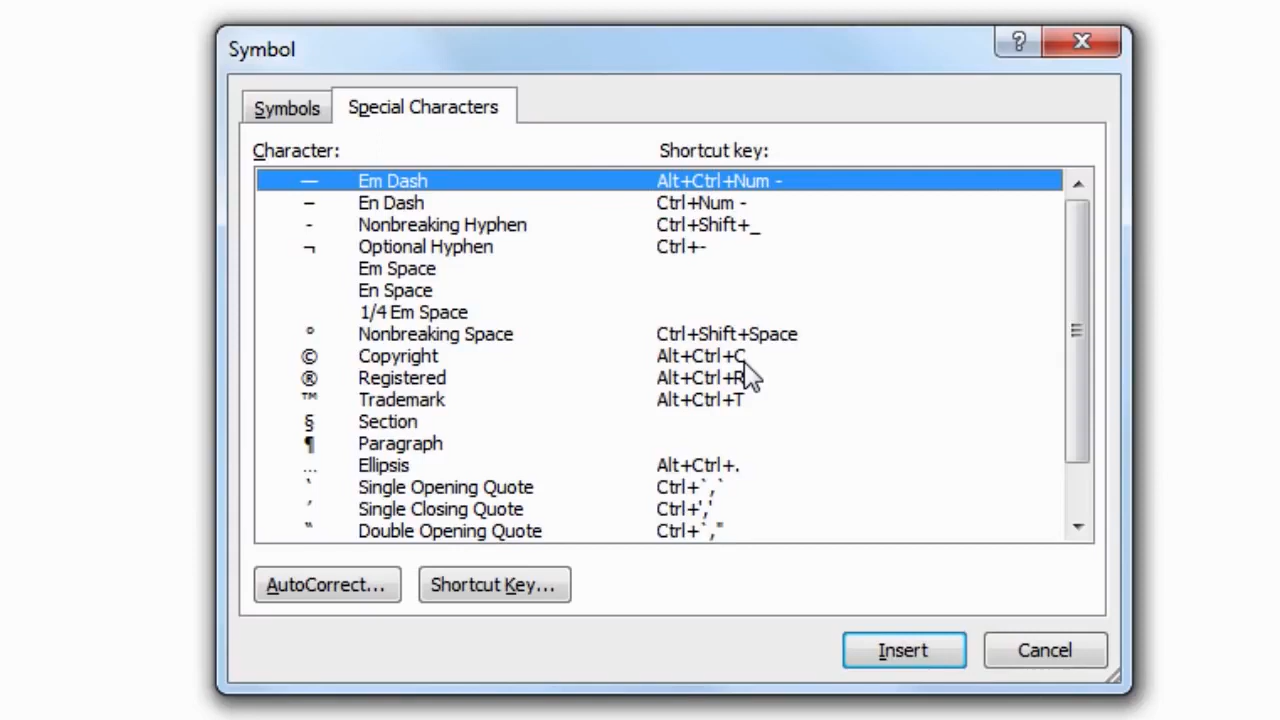 Symbol
Symbols Special Characters
Character: Shortcut key:
— Em Dash Alt+Ctrl+Num -
– En Dash Ctrl+Num -
- Nonbreaking Hyphen Ctrl+Shift+_
¬ Optional Hyphen Ctrl+-
Em Space
En Space
1/4 Em Space
° Nonbreaking Space Ctrl+Shift+Space
© Copyright Alt+Ctrl+C
® Registered Alt+Ctrl+R
™ Trademark Alt+Ctrl+T
§ Section
¶ Paragraph
… Ellipsis Alt+Ctrl+.
‘ Single Opening Quote Ctrl+`,`
’ Single Closing Quote Ctrl+','
“ Double Opening Quote Ctrl+`,"
AutoCorrect... Shortcut Key...
Insert Cancel